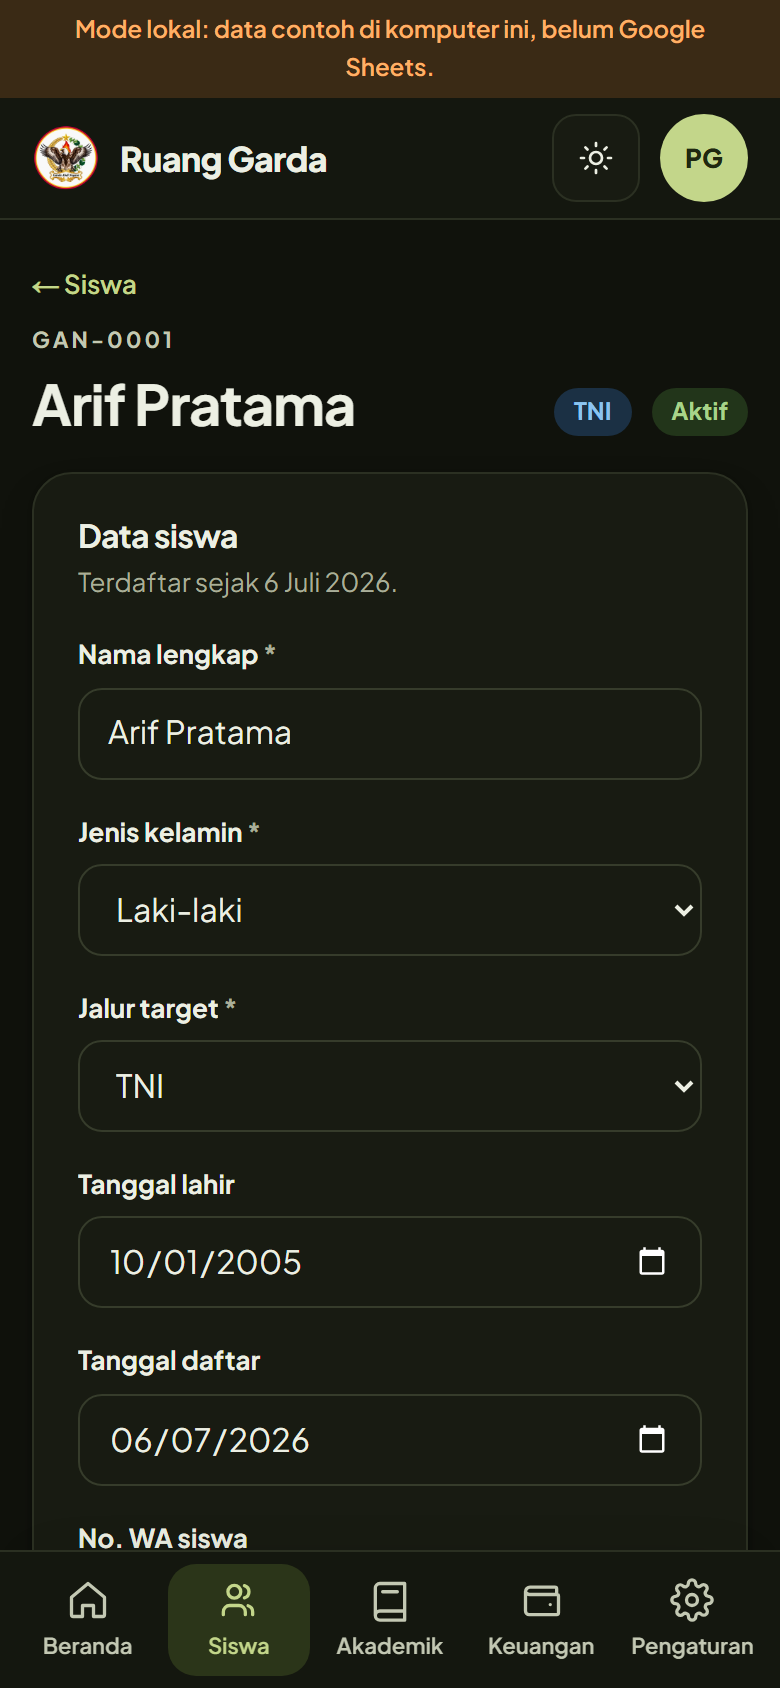 Mode lokal: data contoh di komputer ini, belum Google
Sheets.
Ruang Garda
PG
← Siswa
GAN-0001
Arif Pratama
TNI
Aktif
Data siswa
Terdaftar sejak 6 Juli 2026.
Nama lengkap *
Arif Pratama
Jenis kelamin *
Laki-laki
Jalur target *
TNI
Tanggal lahir
10/01/2005
Tanggal daftar
06/07/2026
No. WA siswa
Beranda
Siswa
Akademik
Keuangan
Pengaturan